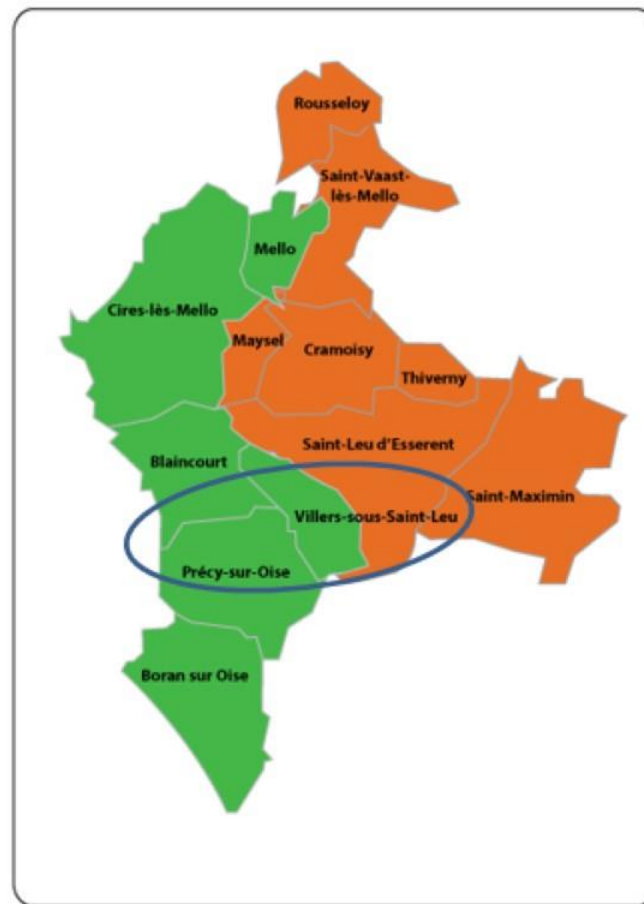 Rousseloy
Saint-Vaast-
lès-Mello
Mello
Cires-lès-Mello
Maysel
Cramoisy
Thiverny
Saint-Leu d'Esserent
Blaincourt
Saint-Maximin
Villers-sous-Saint-Leu
Précy-sur-Oise
Boran sur Oise